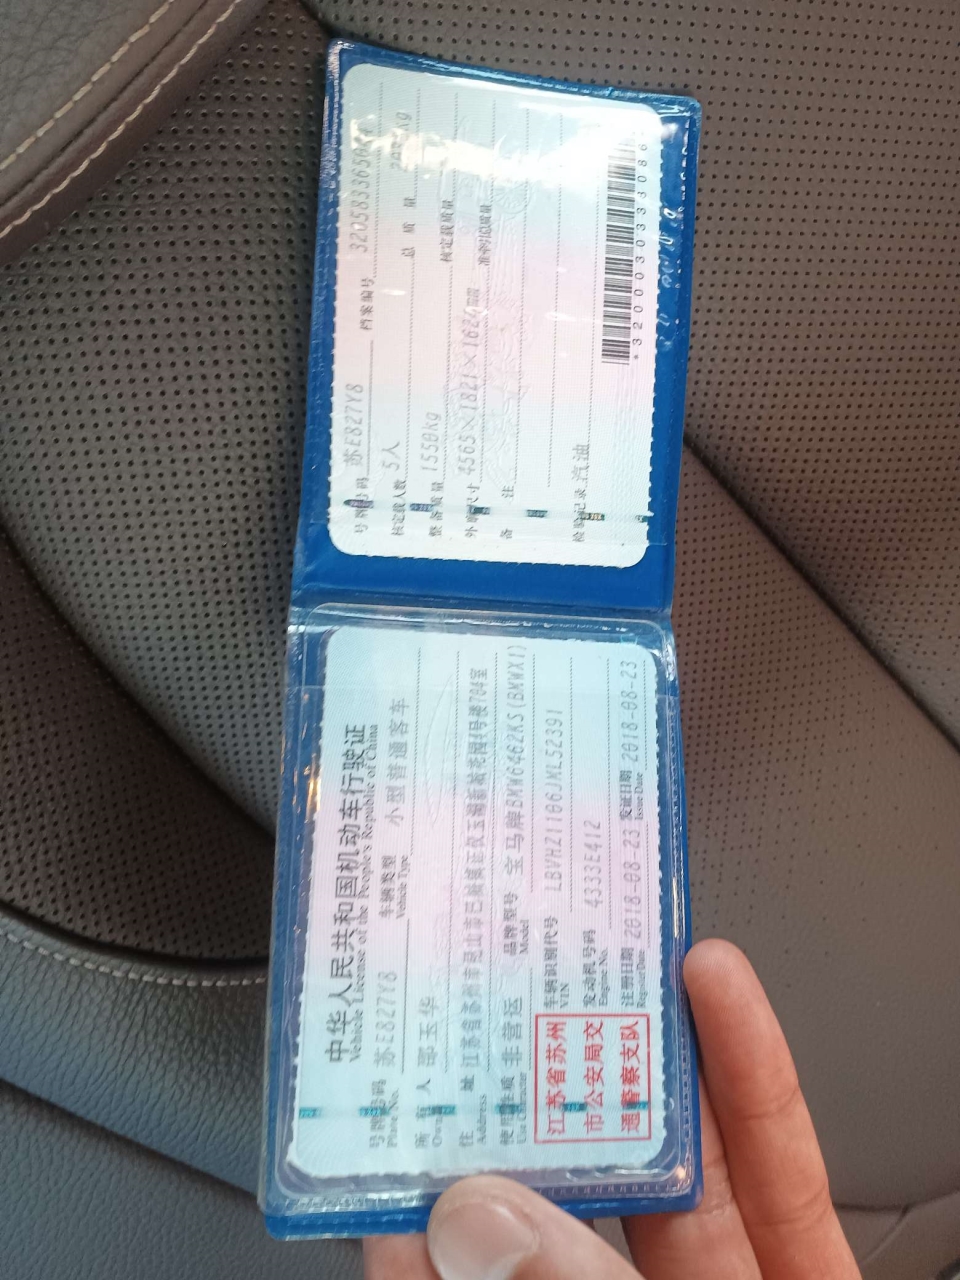 中华人民共和国机动车行驶证
Vehicle License of the People's Republic of China
号牌号码 苏E827Y8 车辆类型 小型普通客车
Plate No. Vehicle Type
所有人 邵玉华
Owner
住址 江苏省苏州市昆山市巴城镇 704室
Address
使用性质 非营运 品牌型号 宝马牌BMW6462KS(BMWX1)
Use Character Model
江苏省苏州市公安局交通警察支队
车辆识别代号 LBVHZ1106JML52391
VIN
发动机号码 4333E412
Engine No.
注册日期 2018-08-23 发证日期 2018-08-23
Register Date Issue Date
号牌号码 苏E827Y8 档案编号 3205833650
核定载人数 5人 总质量
整备质量 1550kg 核定载质量
外廓尺寸 4565×1821×1624mm 准牵引总质量
备注
检验记录 汽油
*3200030333086